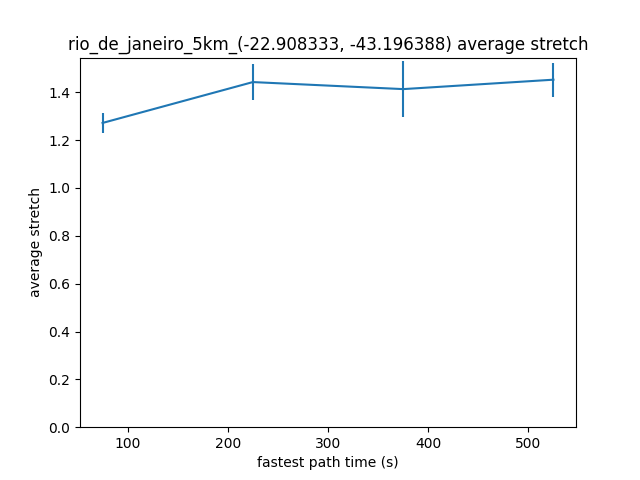 rio_de_janeiro_5km_(-22.908333, -43.196388) average stretch
1.4
1.2
1.0
0.8
0.6
0.4
0.2
0.0
average stretch
100 200 300 400 500
fastest path time (s)